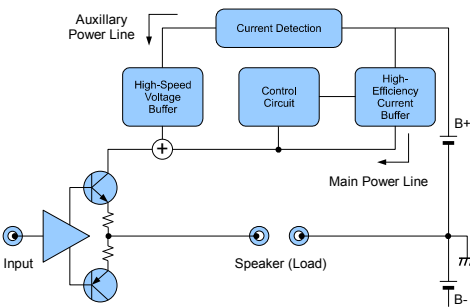 Auxillary
Power Line
Current Detection
High-Speed
Voltage
Buffer
Control
Circuit
High-
Efficiency
Current
Buffer
B+
+
Main Power Line
Input
Speaker (Load)
B-